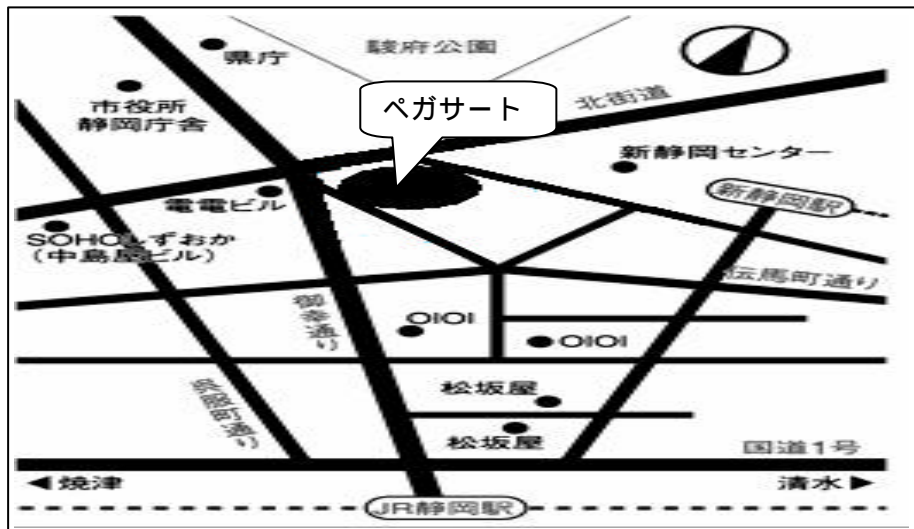 県庁
駿府公園
市役所
静岡庁舎
ペガサート
北街道
新静岡センター
電電ビル
新静岡駅
SOHOしずおか
(中島屋ビル)
伝馬町通り
御幸通り
OIOI
OIOI
呉服町通り
松坂屋
松坂屋
国道1号
◀焼津
清水▶
JR静岡駅